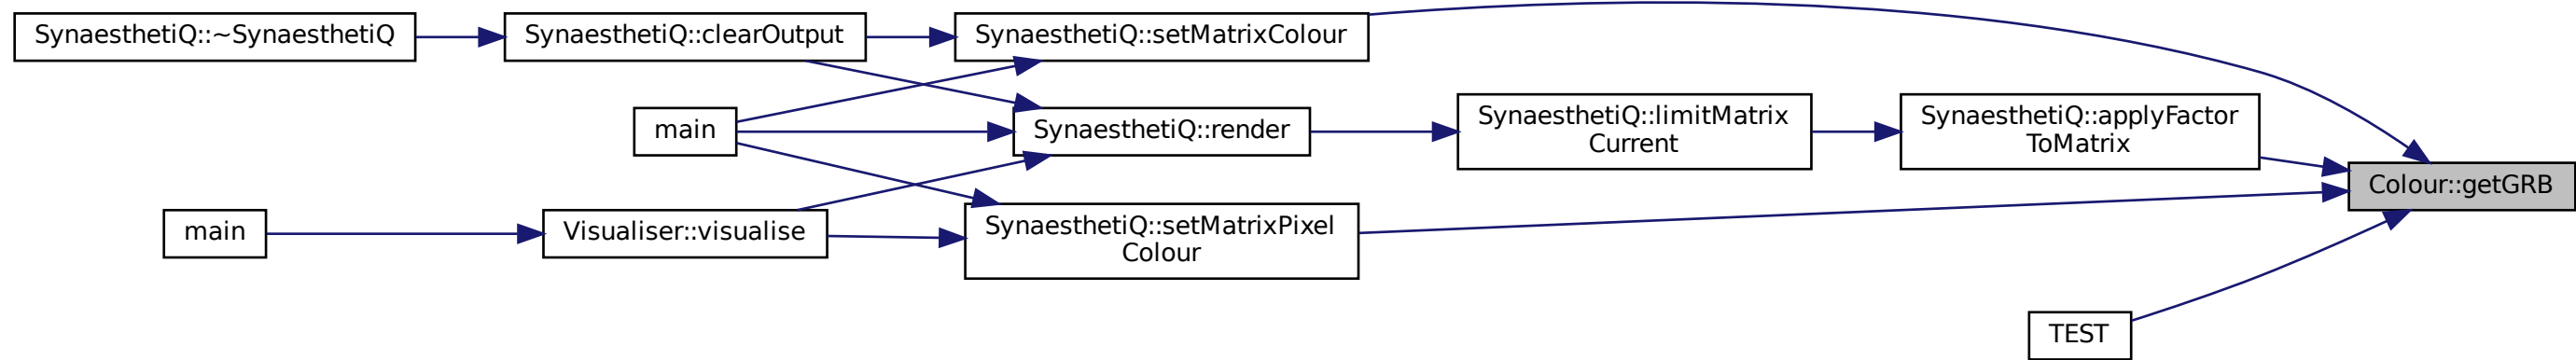 SynaesthetiQ::~SynaesthetiQ
SynaesthetiQ::clearOutput
SynaesthetiQ::setMatrixColour
main
SynaesthetiQ::render
SynaesthetiQ::limitMatrix
Current
SynaesthetiQ::applyFactor
ToMatrix
Colour::getGRB
main
Visualiser::visualise
SynaesthetiQ::setMatrixPixel
Colour
TEST